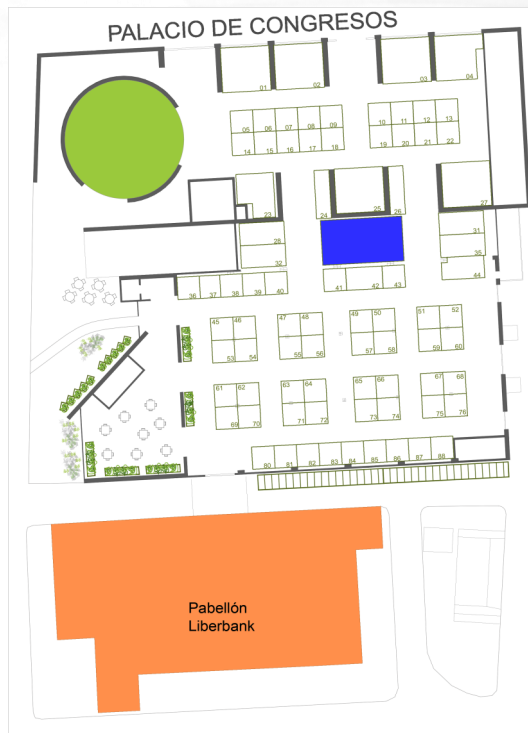 PALACIO DE CONGRESOS
01 02 03 04
05 06 07 08 09 10 11 12 13
14 15 16 17 18 19 20 21 22
23 24 25 26 27
28 31
32 35
44
36 37 38 39 40 41 42 43
45 46 47 48 49 50 51 52
53 54 55 56 57 58 59 60
61 62 63 64 65 66 67 68
69 70 71 72 73 74 75 76
80 81 82 83 84 85 86 87 88
Pabellón
Liberbank